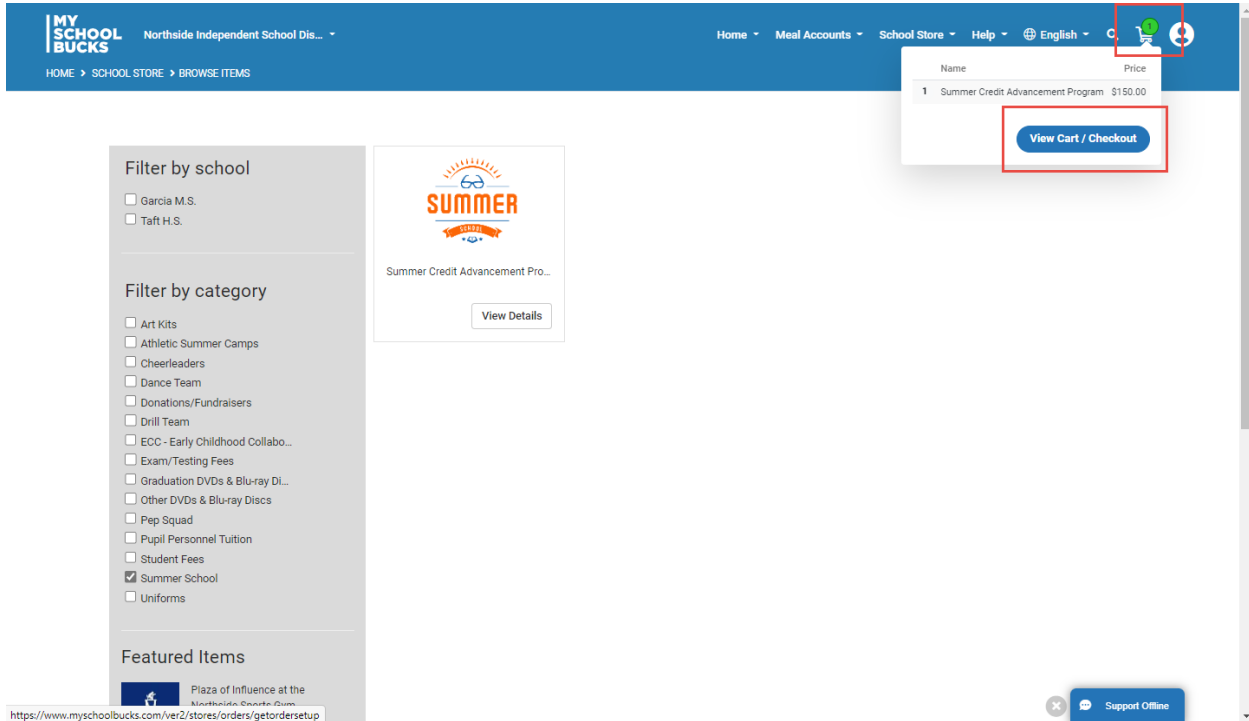 MY
SCHOOL
BUCKS
Northside Independent School Dis...
Home
Meal Accounts
School Store
Help
English
1
HOME > SCHOOL STORE > BROWSE ITEMS
Name Price
1 Summer Credit Advancement Program $150.00
View Cart / Checkout
Filter by school
Garcia M.S.
Taft H.S.
Filter by category
Art Kits
Athletic Summer Camps
Cheerleaders
Dance Team
Donations/Fundraisers
Drill Team
ECC - Early Childhood Collabo...
Exam/Testing Fees
Graduation DVDs & Blu-ray Di...
Other DVDs & Blu-ray Discs
Pep Squad
Pupil Personnel Tuition
Student Fees
Summer School
Uniforms
SUMMER
SCHOOL
Summer Credit Advancement Pro...
View Details
Featured Items
Plaza of Influence at the
Northside Sports Gym
Support Offline
https://www.myschoolbucks.com/ver2/stores/orders/getordersetup